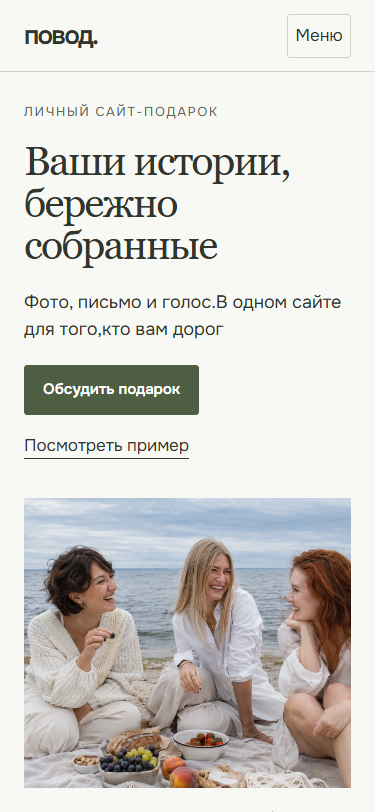 повод.
Меню
ЛИЧНЫЙ САЙТ-ПОДАРОК
Ваши истории,
бережно
собранные
Фото, письмо и голос.В одном сайте
для того,кто вам дорог
Обсудить подарок
Посмотреть пример